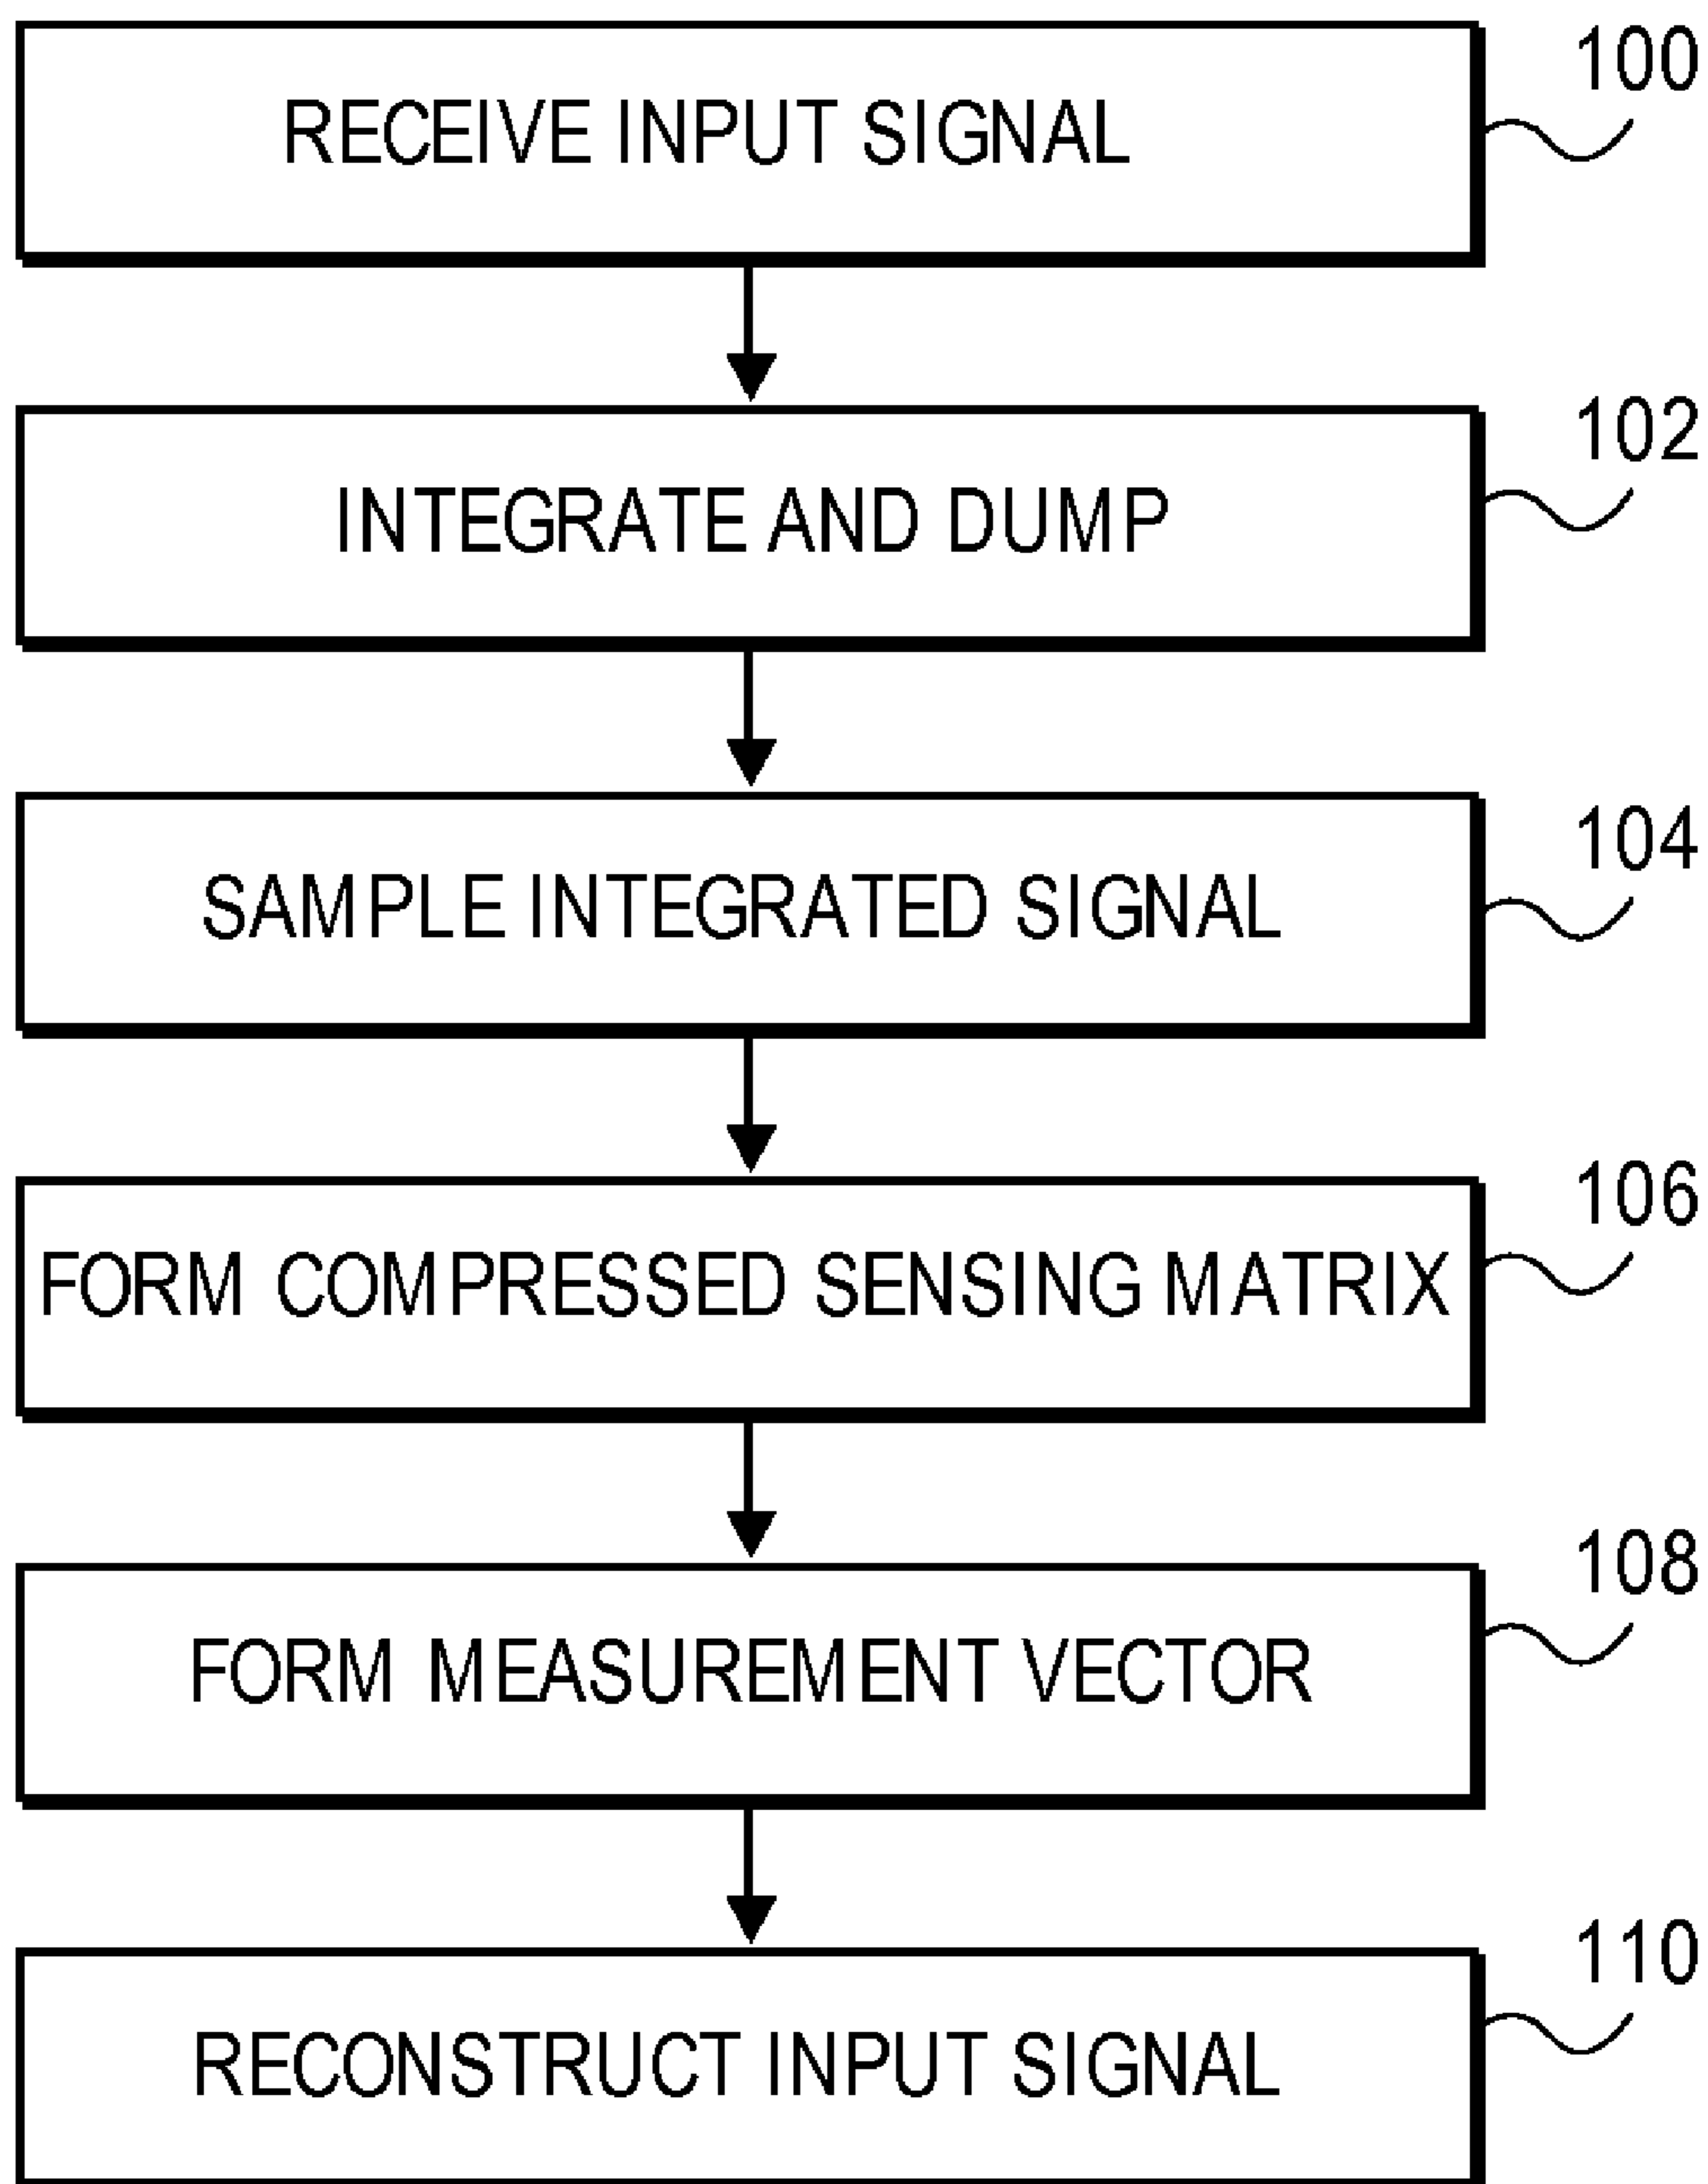 100
RECEIVE INPUT SIGNAL
102
INTEGRATE AND DUMP
104
SAMPLE INTEGRATED SIGNAL
106
FORM COMPRESSED SENSING MATRIX
108
FORM MEASUREMENT VECTOR
110
RECONSTRUCT INPUT SIGNAL